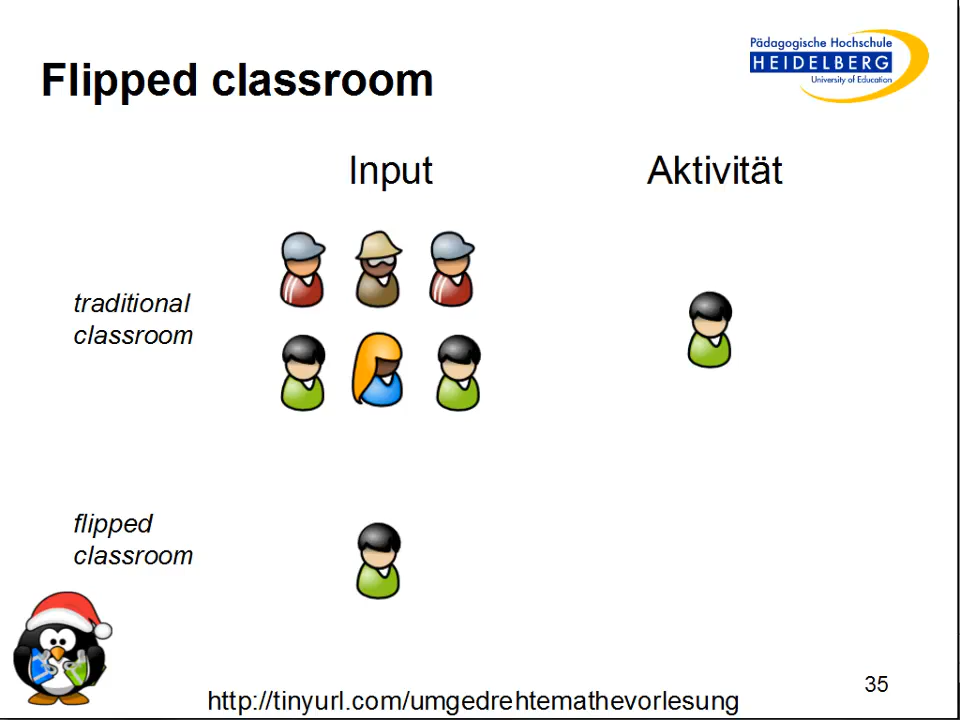 Flipped classroom
Pädagogische Hochschule
HEIDELBERG
University of Education
Input
Aktivität
traditional
classroom
flipped
classroom
http://tinyurl.com/umgedrehtemathevorlesung
35